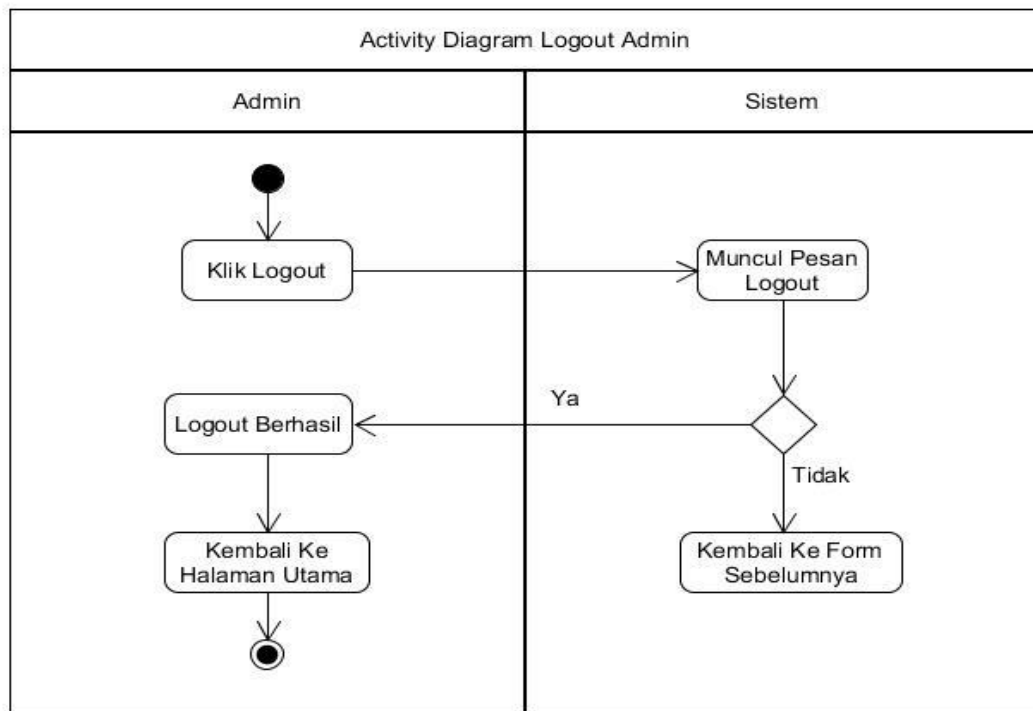 Activity Diagram Logout Admin
Admin
Sistem
Klik Logout
Muncul Pesan
Logout
Ya
Logout Berhasil
Tidak
Kembali Ke
Halaman Utama
Kembali Ke Form
Sebelumnya